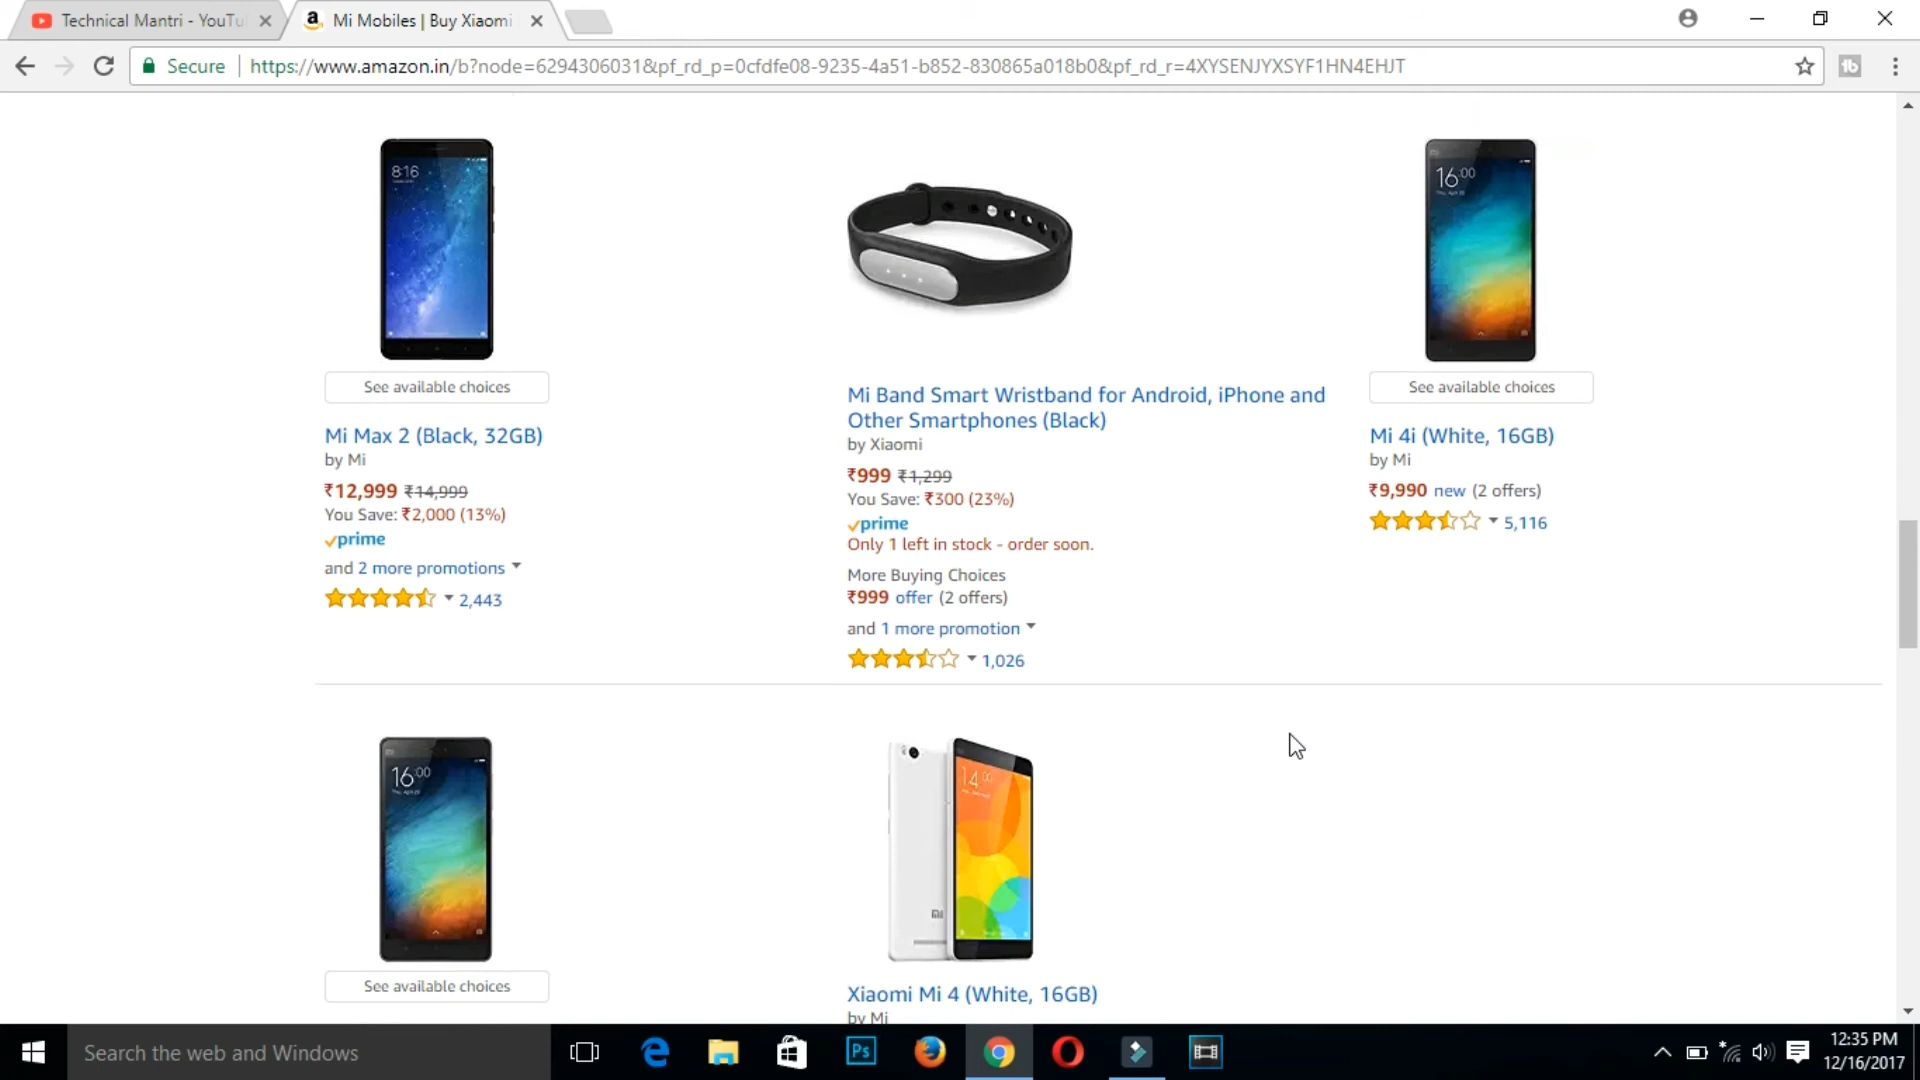 Technical Mantri - YouTu
Mi Mobiles | Buy Xiaomi
Secure
https://www.amazon.in/b?node=6294306031&pf_rd_p=0cfdfe08-9235-4a51-b852-830865a018b0&pf_rd_r=4XYSENJYXSYF1HN4EHJT
8:16
16:00
See available choices
See available choices
Mi Max 2 (Black, 32GB)
by Mi
₹12,999 ₹14,999
You Save: ₹2,000 (13%)
prime
and 2 more promotions
2,443
Mi Band Smart Wristband for Android, iPhone and
Other Smartphones (Black)
by Xiaomi
₹999 ₹1,299
You Save: ₹300 (23%)
prime
Only 1 left in stock - order soon.
More Buying Choices
₹999 offer (2 offers)
and 1 more promotion
1,026
Mi 4i (White, 16GB)
by Mi
₹9,990 new (2 offers)
5,116
16:00
14:00
See available choices
Xiaomi Mi 4 (White, 16GB)
by Mi
Search the web and Windows
Ps
12:35 PM
12/16/2017